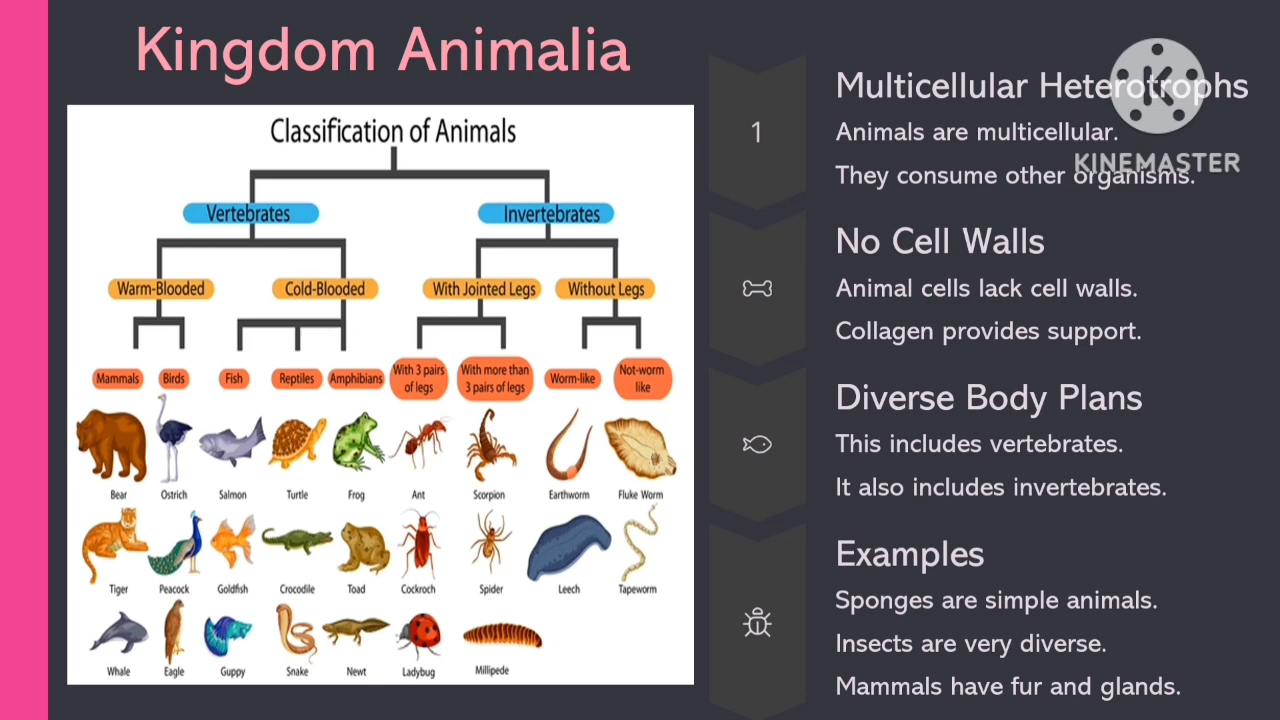 Kingdom Animalia
Classification of Animals
Vertebrates
Invertebrates
Warm-Blooded
Cold-Blooded
With Jointed Legs
Without Legs
Mammals
Birds
Fish
Reptiles
Amphibians
With 3 pairs
of legs
With more than
3 pairs of legs
Worm-like
Not-worm
like
Bear
Ostrich
Salmon
Turtle
Frog
Ant
Scorpion
Earthworm
Fluke Worm
Tiger
Peacock
Goldfish
Crocodile
Toad
Cockroch
Spider
Leech
Tapeworm
Whale
Eagle
Guppy
Snake
Newt
Ladybug
Millipede
1
Multicellular Heterotrophs
Animals are multicellular.
They consume other organisms.
K
KINEMASTER
No Cell Walls
Animal cells lack cell walls.
Collagen provides support.
Diverse Body Plans
This includes vertebrates.
It also includes invertebrates.
Examples
Sponges are simple animals.
Insects are very diverse.
Mammals have fur and glands.